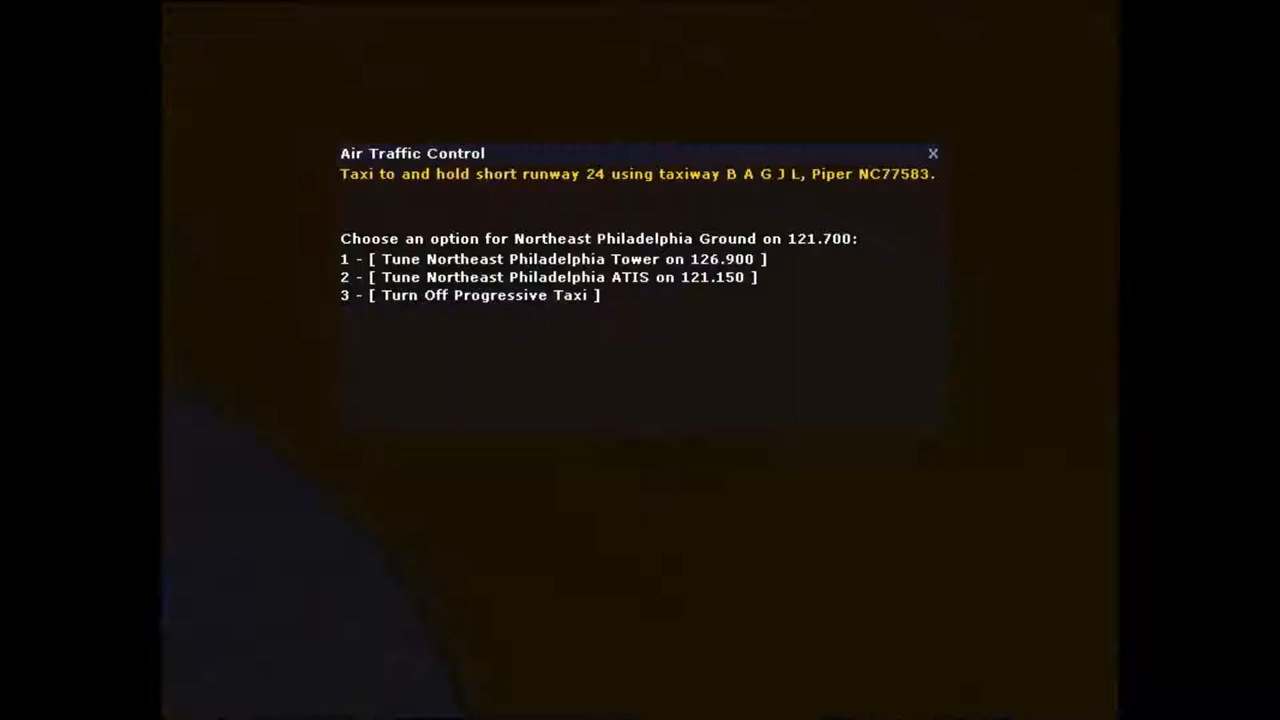 Air Traffic Control X
Taxi to and hold short runway 24 using taxiway B A G J L, Piper NC77583.
Choose an option for Northeast Philadelphia Ground on 121.700:
1 - [ Tune Northeast Philadelphia Tower on 126.900 ]
2 - [ Tune Northeast Philadelphia ATIS on 121.150 ]
3 - [ Turn Off Progressive Taxi ]